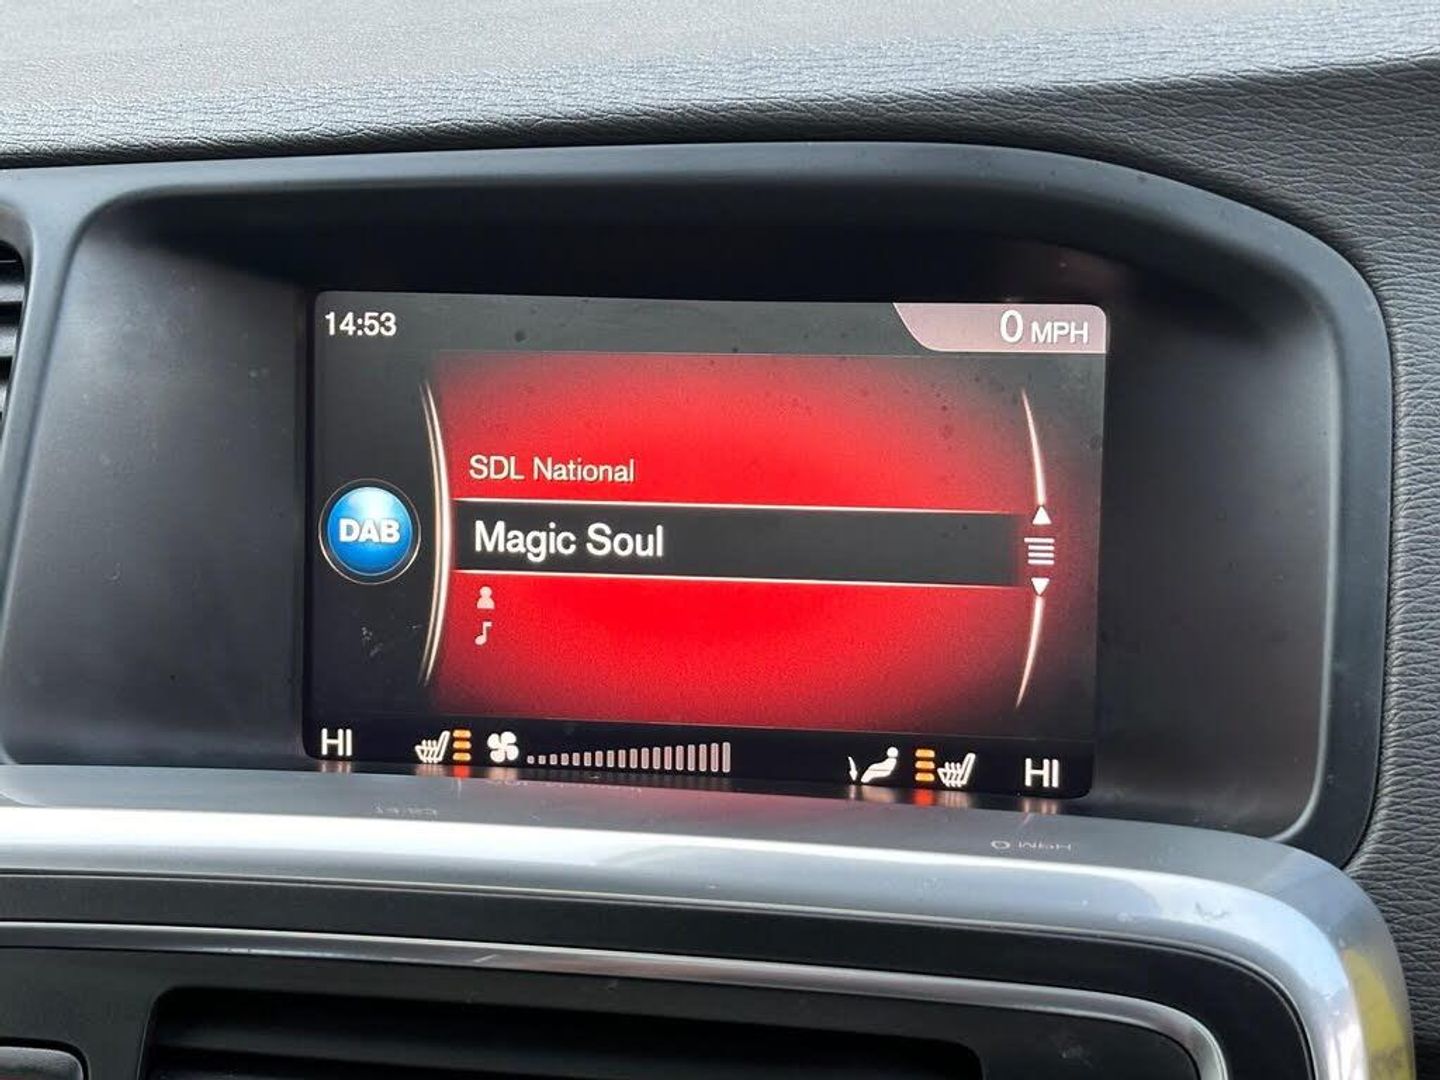 14:53
0 MPH
SDL National
DAB
Magic Soul
HI
HI